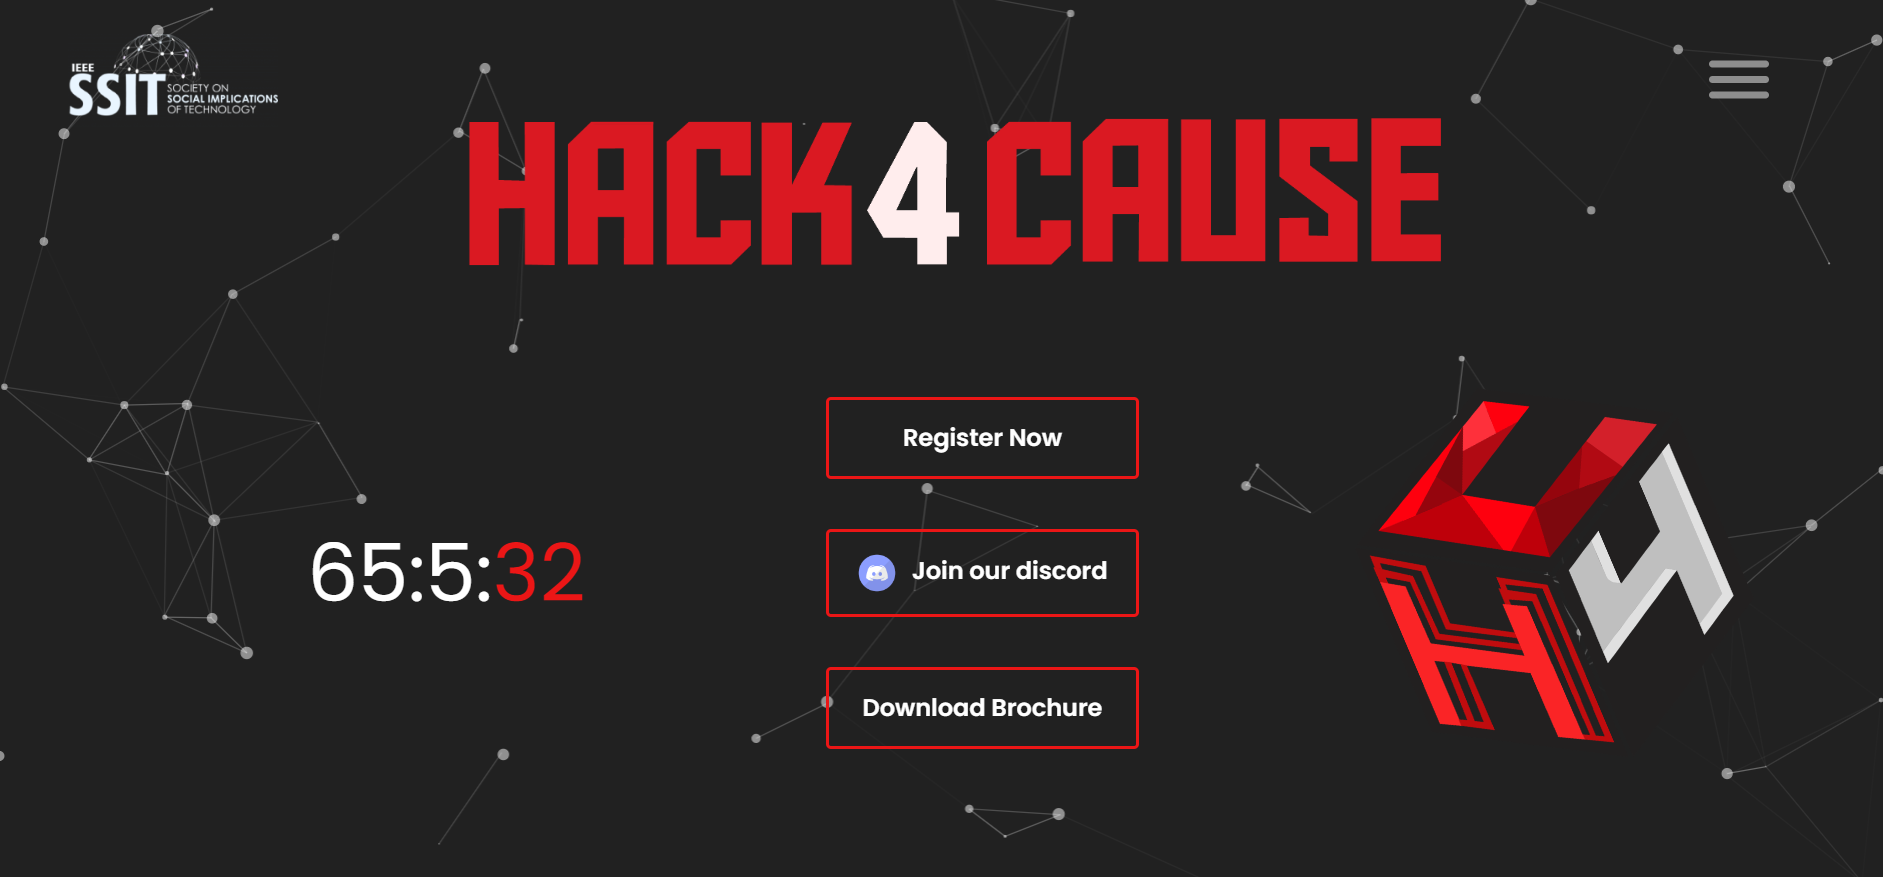 IEEE
SSIT
SOCIETY ON
SOCIAL IMPLICATIONS
OF TECHNOLOGY
HACK4CAUSE
Register Now
65:5:32
Join our discord
Download Brochure
H4